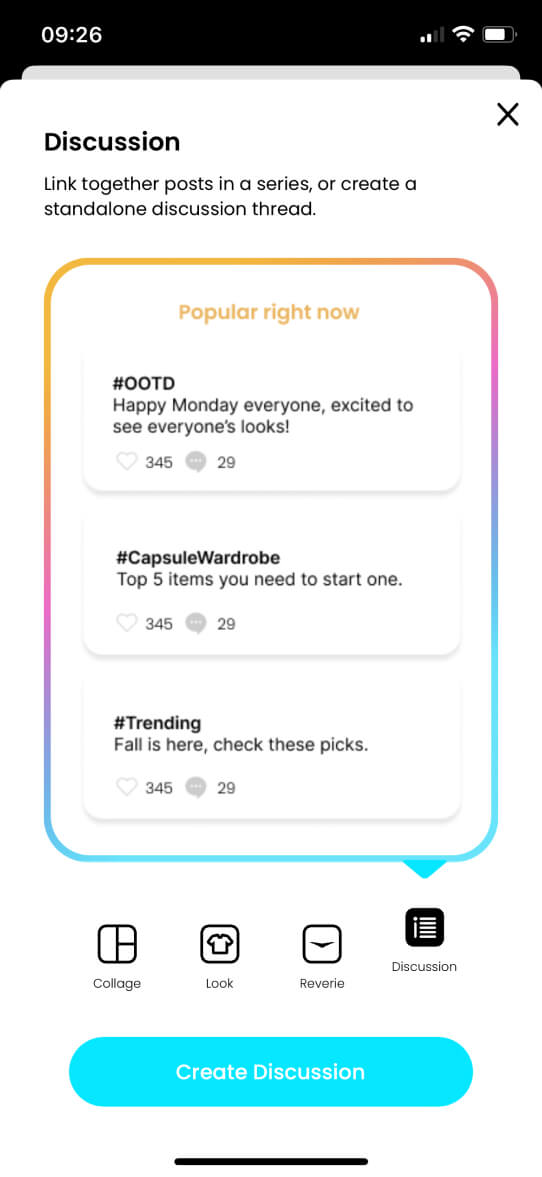 09:26
Discussion
Link together posts in a series, or create a
standalone discussion thread.
Popular right now
#OOTD
Happy Monday everyone, excited to
see everyone's looks!
345 29
#CapsuleWardrobe
Top 5 items you need to start one.
345 29
#Trending
Fall is here, check these picks.
345 29
Collage Look Reverie Discussion
Create Discussion